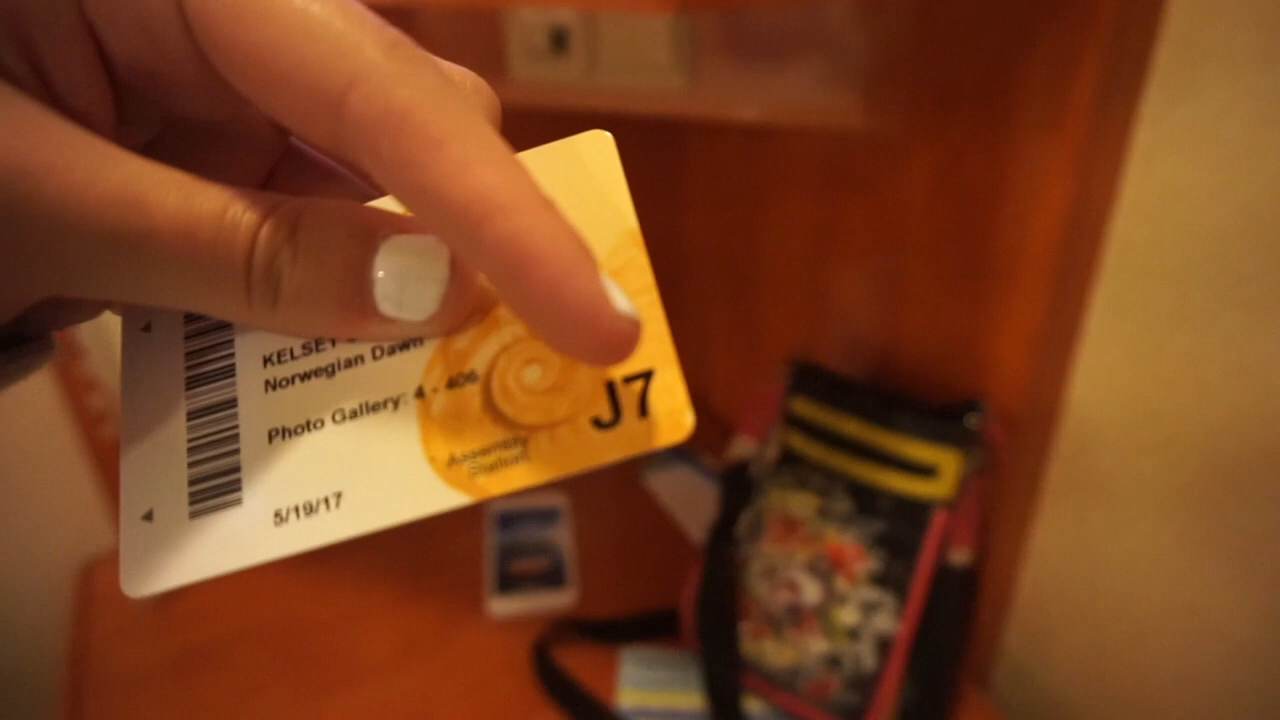 KELSEY
Norwegian Dawn
Photo Gallery: 4 - 406
Assembly
Station
J7
5/19/17